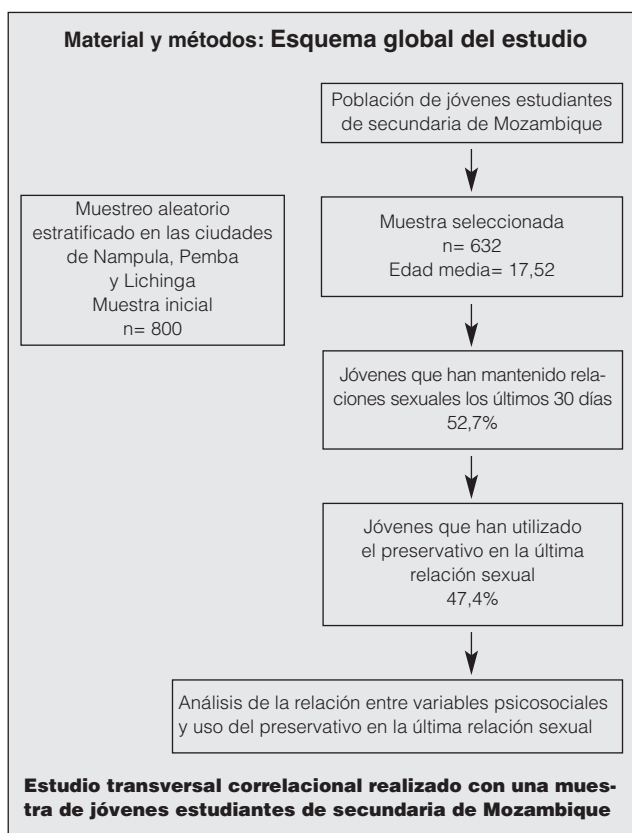 Material y métodos: Esquema global del estudio
Población de jóvenes estudiantes
de secundaria de Mozambique
Muestreo aleatorio
estratificado en las ciudades
de Nampula, Pemba
y Lichinga
Muestra inicial
n= 800
Muestra seleccionada
n= 632
Edad media= 17,52
Jóvenes que han mantenido rela-
ciones sexuales los últimos 30 días
52,7%
Jóvenes que han utilizado
el preservativo en la última
relación sexual
47,4%
Análisis de la relación entre variables psicosociales
y uso del preservativo en la última relación sexual
Estudio transversal correlacional realizado con una mues-
tra de jóvenes estudiantes de secundaria de Mozambique